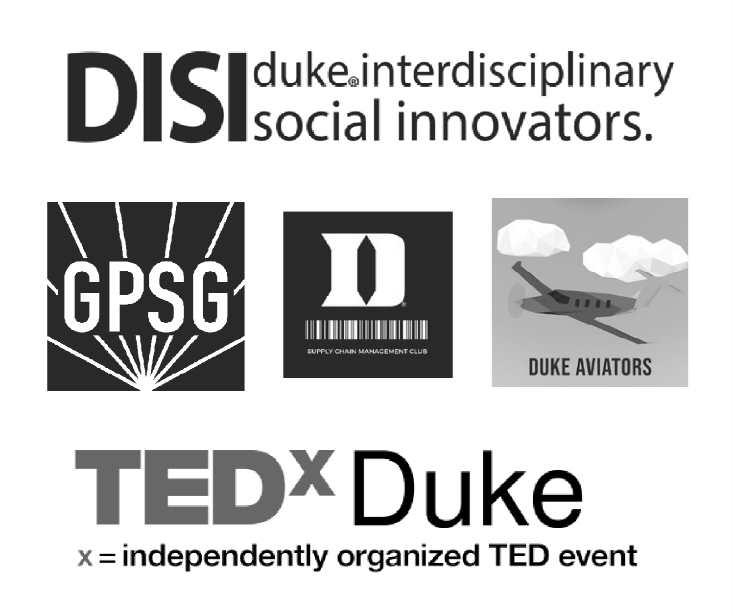 DISI duke®interdisciplinary
social innovators.
GPSG
D®
SUPPLY CHAIN MANAGEMENT CLUB
DUKE AVIATORS
TEDx Duke
x = independently organized TED event